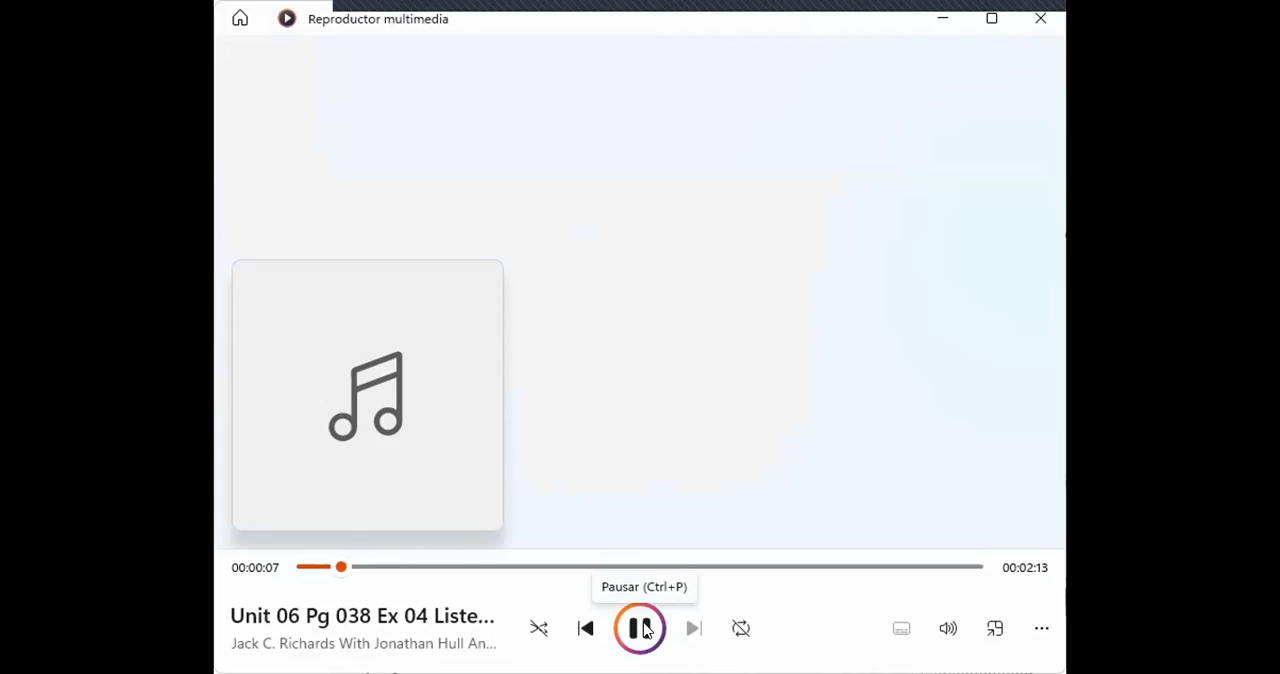 Reproductor multimedia
00:00:07
00:02:13
Pausar (Ctrl+P)
Unit 06 Pg 038 Ex 04 Liste...
Jack C. Richards With Jonathan Hull An...